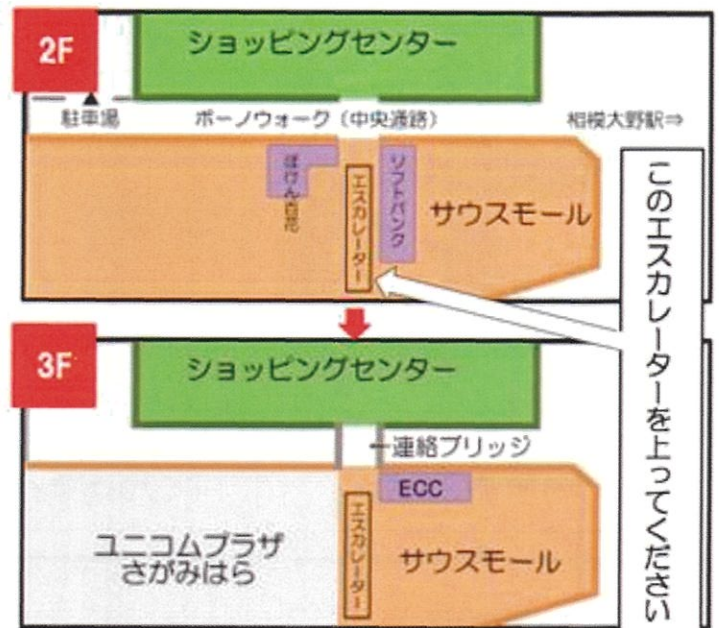 2F
ショッピングセンター
駐車場
ボーノウォーク（中央通路）
相模大野駅⇒
ほけん百花
エスカレーター
ソフトバンク
サウスモール
このエスカレーターを上ってください
3F
ショッピングセンター
連絡ブリッジ
ECC
エスカレーター
ユニコムプラザ
さがみはら
サウスモール